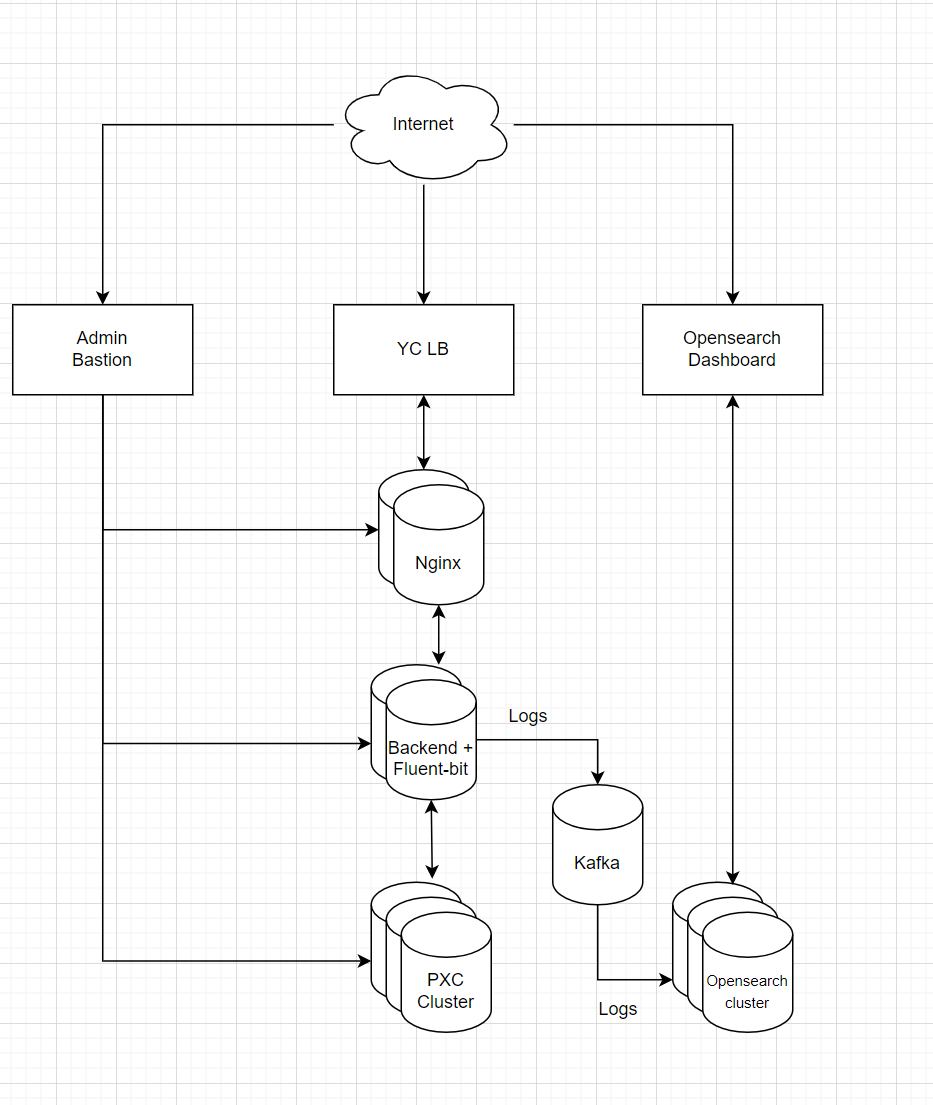 Internet
Admin
Bastion
YC LB
Opensearch
Dashboard
Nginx
Logs
Backend +
Fluent-bit
Kafka
PXC
Cluster
Opensearch
cluster
Logs